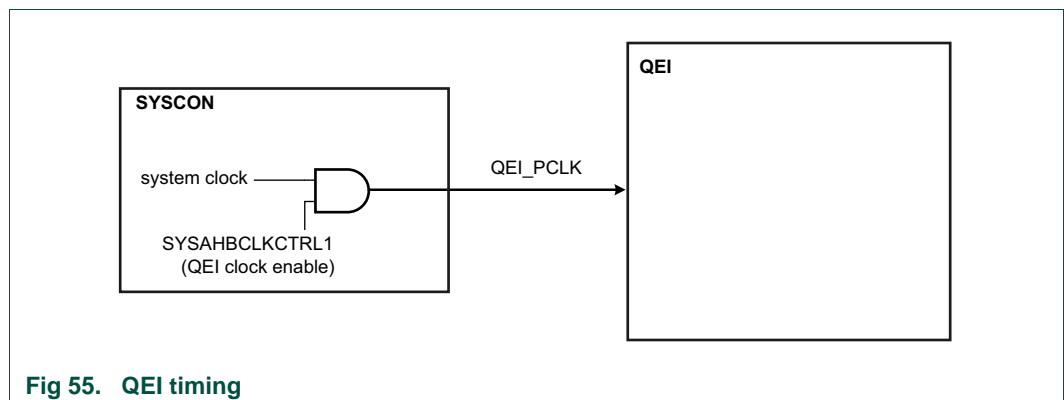 QEI
SYSCON
QEI_PCLK
system clock
SYSAHBCLKCTRL1
(QEI clock enable)
Fig 55. QEI timing